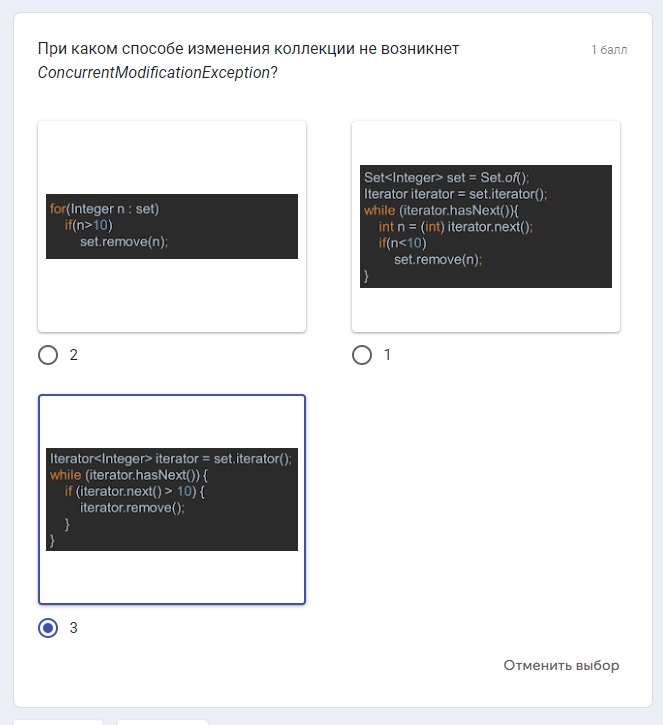 При каком способе изменения коллекции не возникнет
1 балл
ConcurrentModificationException?
for(Integer n : set)
if(n>10)
set.remove(n);
2
Set<Integer> set = Set.of();
Iterator iterator = set.iterator();
while (iterator.hasNext()){
int n = (int) iterator.next();
if(n<10)
set.remove(n);
}
1
Iterator<Integer> iterator = set.iterator();
while (iterator.hasNext()) {
if (iterator.next() > 10) {
iterator.remove();
}
}
3
Отменить выбор